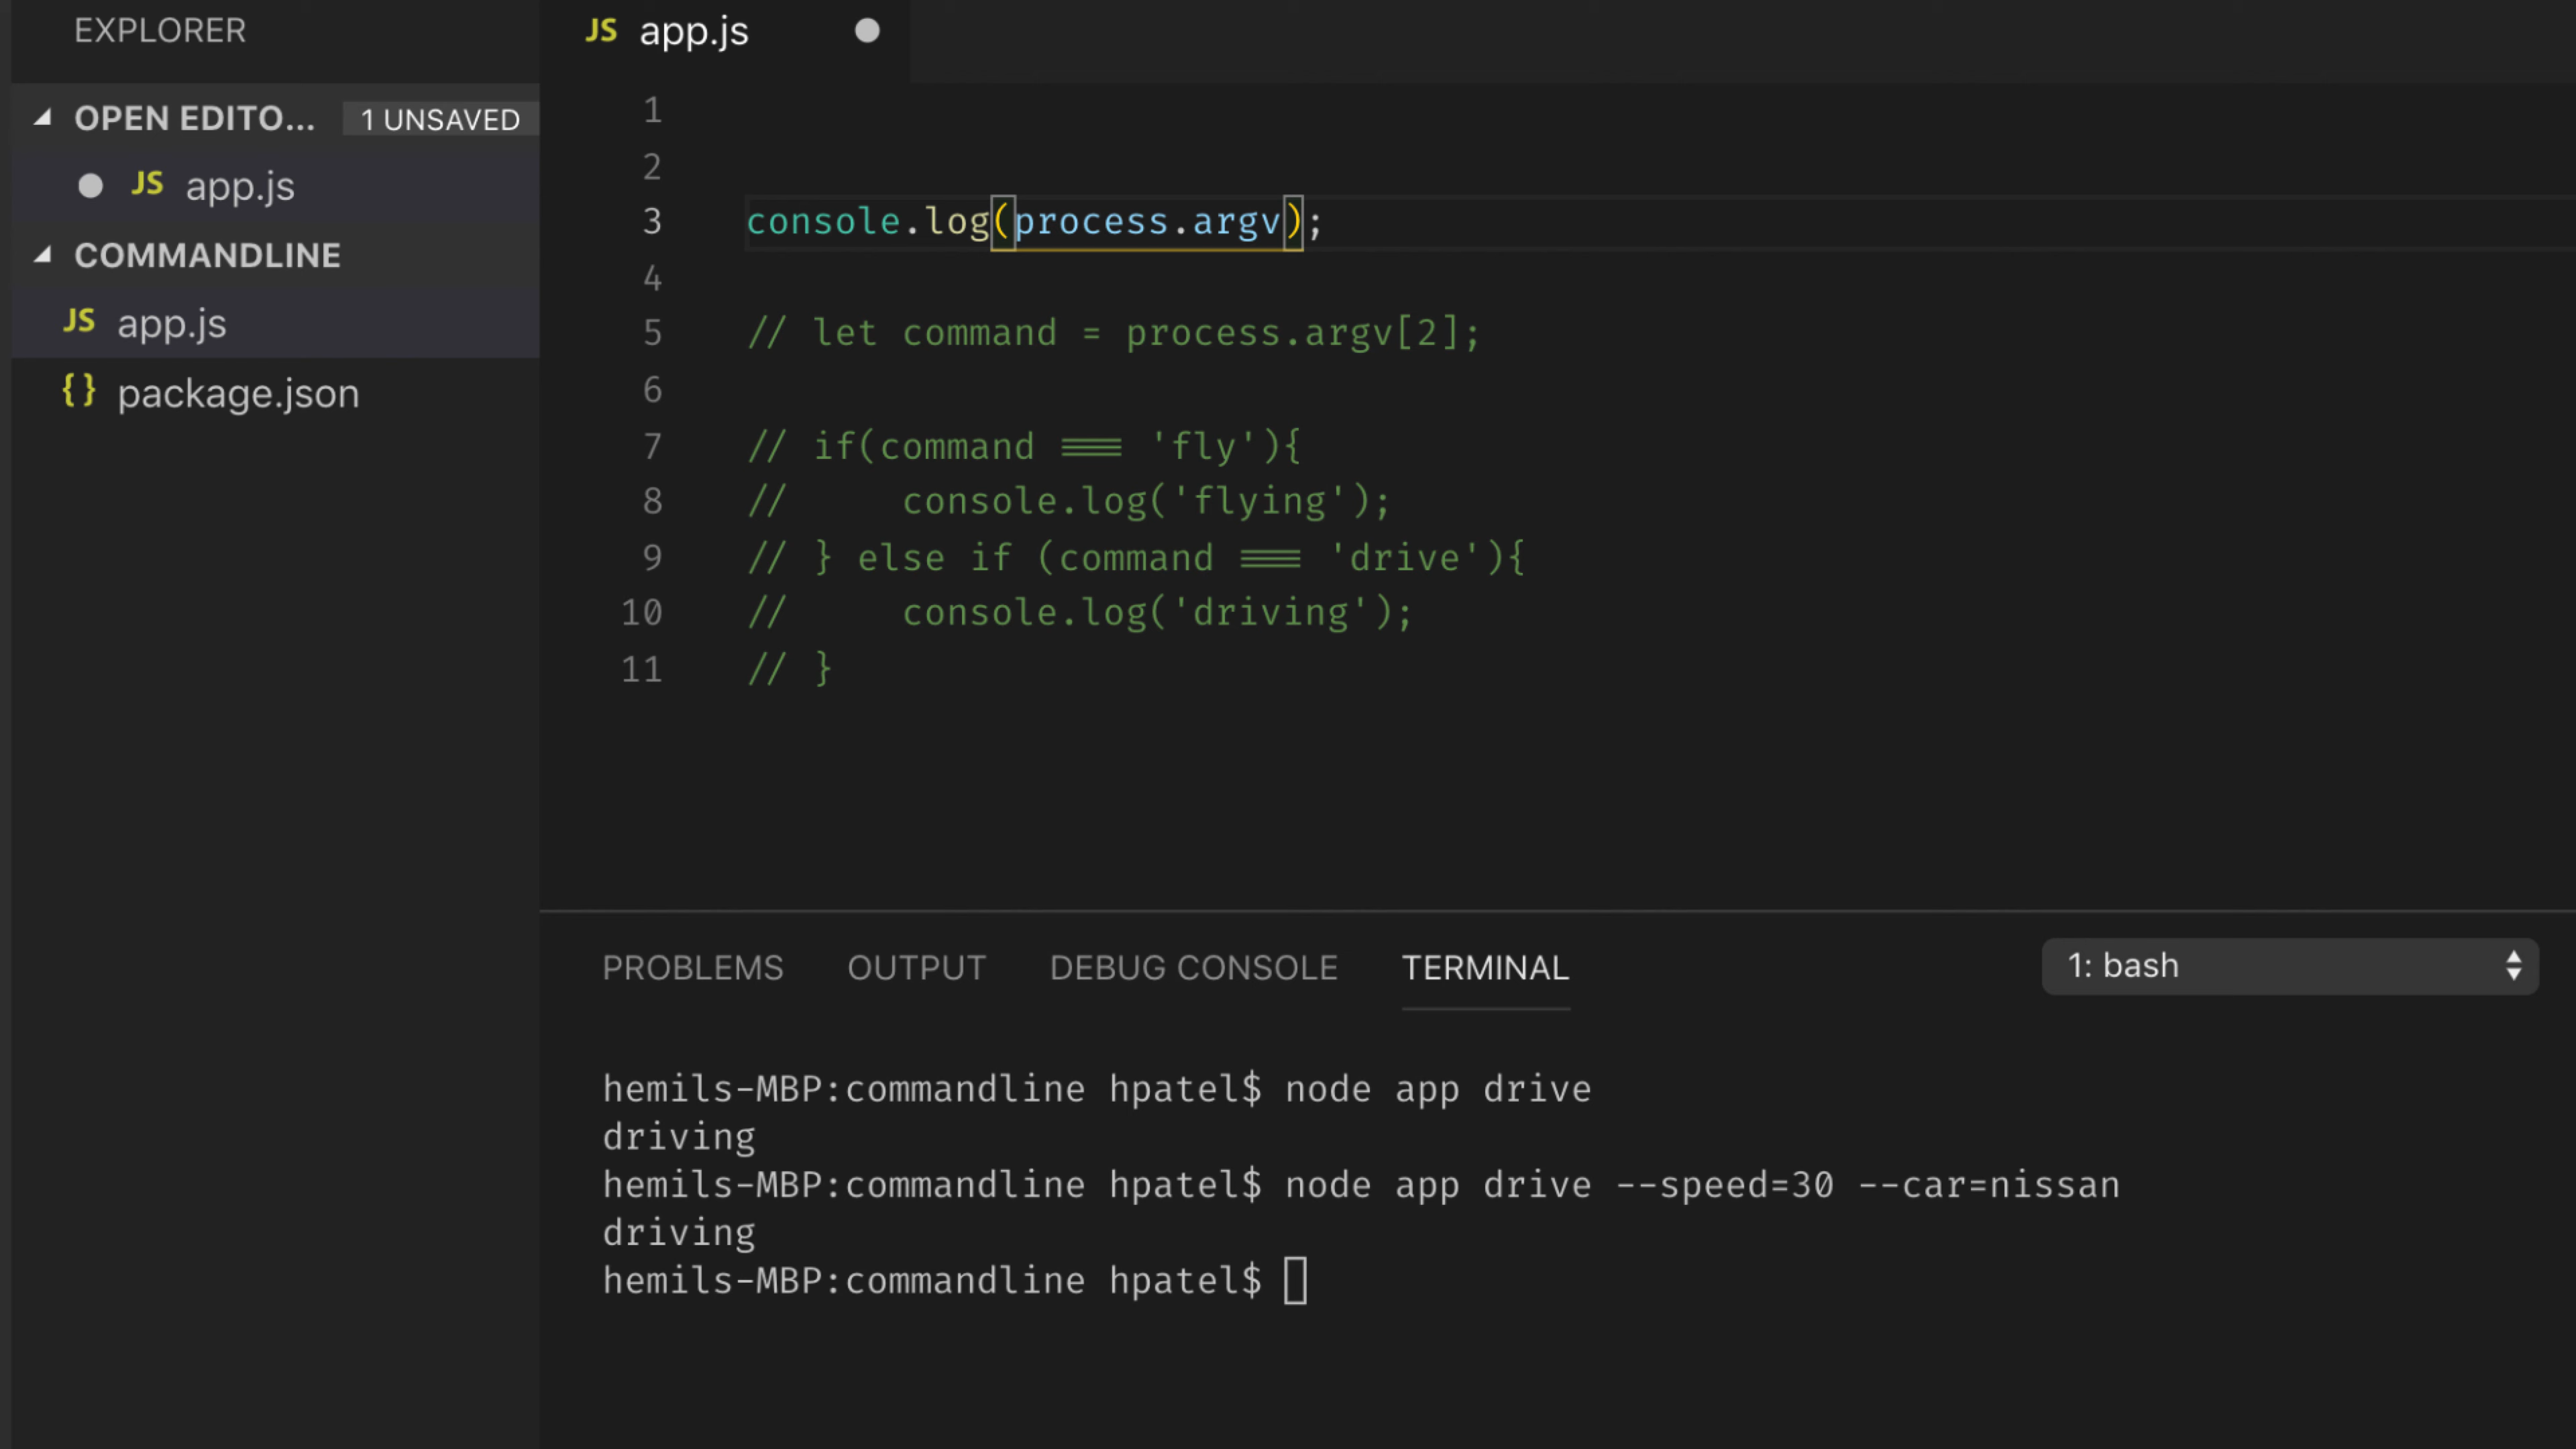 EXPLORER
OPEN EDITO... 1 UNSAVED
JS app.js
COMMANDLINE
JS app.js
{} package.json
JS app.js
1
2
3 console.log(process.argv);
4
5 // let command = process.argv[2];
6
7 // if(command === 'fly'){
8 //     console.log('flying');
9 // } else if (command === 'drive'){
10 //     console.log('driving');
11 // }
PROBLEMS OUTPUT DEBUG CONSOLE TERMINAL 1: bash
hemils-MBP:commandline hpatel$ node app drive
driving
hemils-MBP:commandline hpatel$ node app drive --speed=30 --car=nissan
driving
hemils-MBP:commandline hpatel$